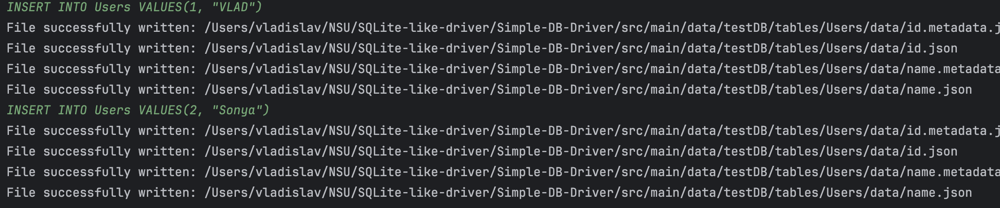 INSERT INTO Users VALUES(1, "VLAD")
File successfully written: /Users/vladislav/NSU/SQLite-like-driver/Simple-DB-Driver/src/main/data/testDB/tables/Users/data/id.metadata.j
File successfully written: /Users/vladislav/NSU/SQLite-like-driver/Simple-DB-Driver/src/main/data/testDB/tables/Users/data/id.json
File successfully written: /Users/vladislav/NSU/SQLite-like-driver/Simple-DB-Driver/src/main/data/testDB/tables/Users/data/name.metadata
File successfully written: /Users/vladislav/NSU/SQLite-like-driver/Simple-DB-Driver/src/main/data/testDB/tables/Users/data/name.json
INSERT INTO Users VALUES(2, "Sonya")
File successfully written: /Users/vladislav/NSU/SQLite-like-driver/Simple-DB-Driver/src/main/data/testDB/tables/Users/data/id.metadata.j
File successfully written: /Users/vladislav/NSU/SQLite-like-driver/Simple-DB-Driver/src/main/data/testDB/tables/Users/data/id.json
File successfully written: /Users/vladislav/NSU/SQLite-like-driver/Simple-DB-Driver/src/main/data/testDB/tables/Users/data/name.metadata
File successfully written: /Users/vladislav/NSU/SQLite-like-driver/Simple-DB-Driver/src/main/data/testDB/tables/Users/data/name.json